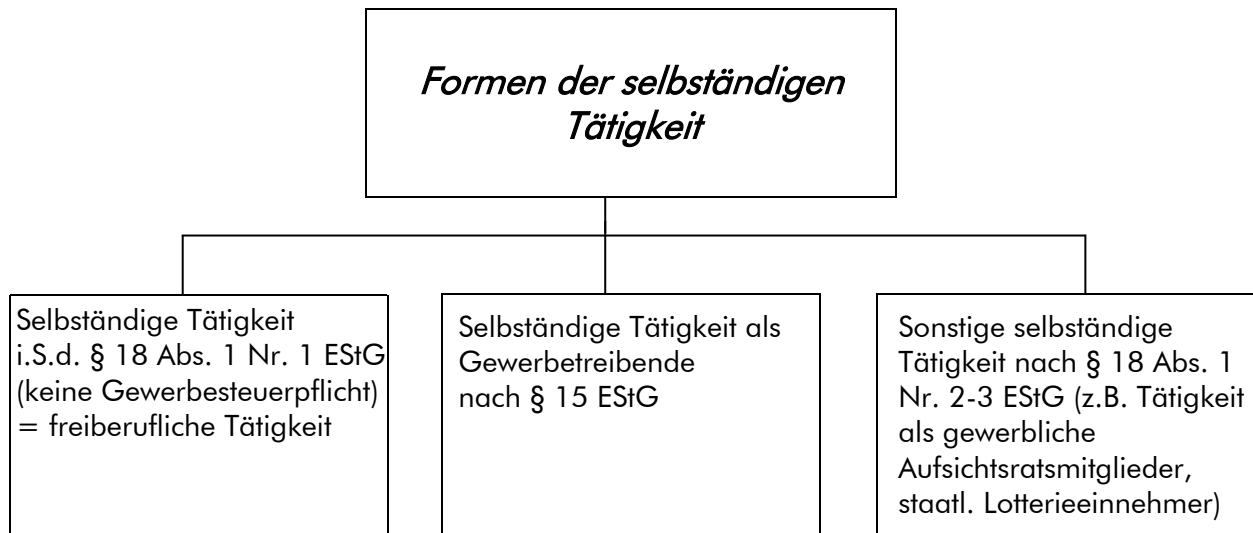 Formen der selbständigen
Tätigkeit
Selbständige Tätigkeit
i.S.d. § 18 Abs. 1 Nr. 1 EStG
(keine Gewerbesteuerpflicht)
= freiberufliche Tätigkeit
Selbständige Tätigkeit als
Gewerbetreibende
nach § 15 EStG
Sonstige selbständige
Tätigkeit nach § 18 Abs. 1
Nr. 2-3 EStG (z.B. Tätigkeit
als gewerbliche
Aufsichtsratsmitglieder,
staatl. Lotterieeinnehmer)